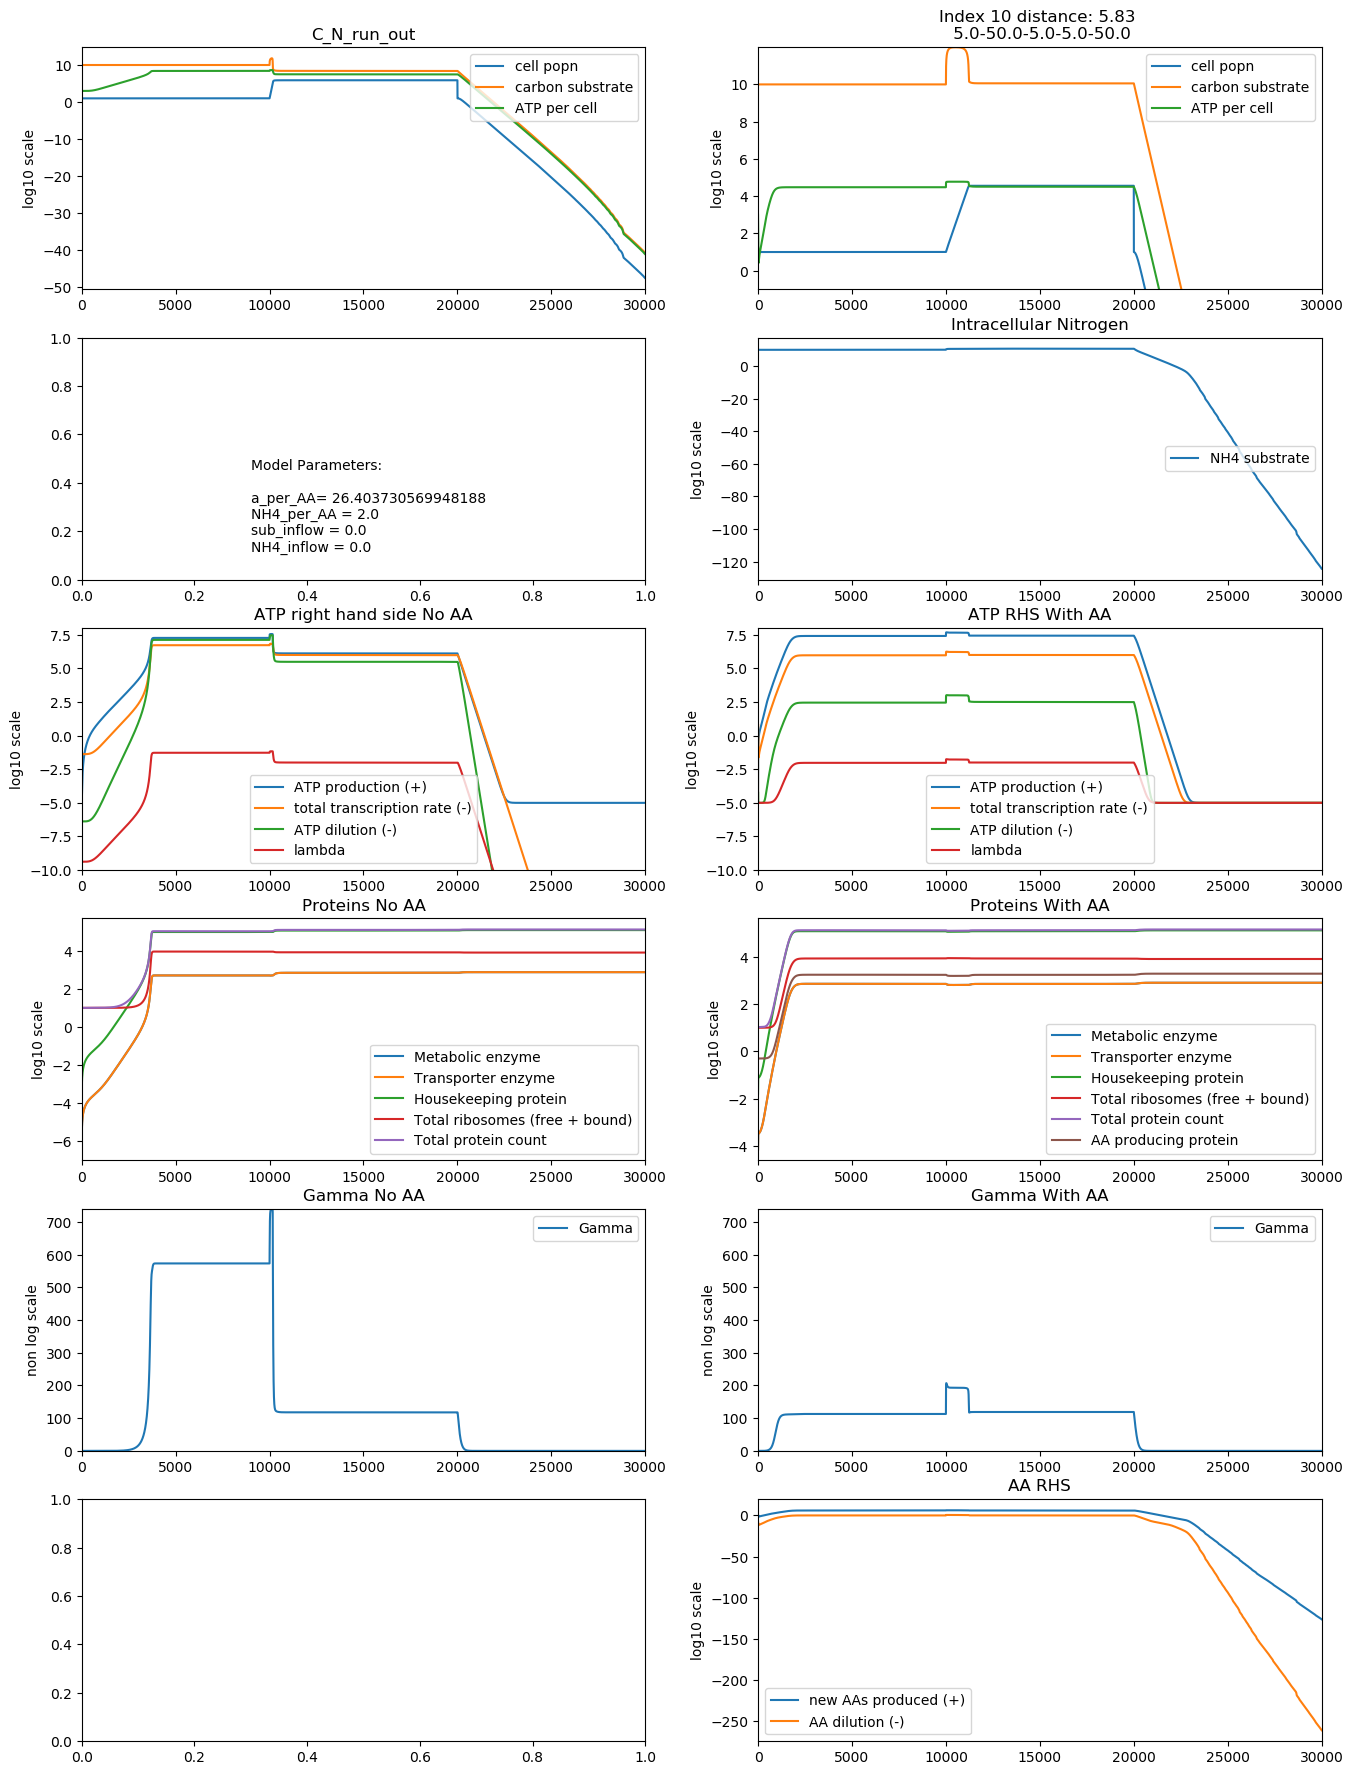 C_N_run_out
10
0
−10
−20
−30
−40
−50
log10 scale
cell popn
carbon substrate
ATP per cell
0 5000 10000 15000 20000 25000 30000
Index 10 distance: 5.83
5.0-50.0-5.0-5.0-50.0
10
8
6
4
2
0
log10 scale
cell popn
carbon substrate
ATP per cell
0 5000 10000 15000 20000 25000 30000
1.0
0.8
0.6
0.4
0.2
0.0
Model Parameters:
a_per_AA= 26.403730569948188
NH4_per_AA = 2.0
sub_inflow = 0.0
NH4_inflow = 0.0
0.0 0.2 0.4 0.6 0.8 1.0
Intracellular Nitrogen
0
−20
−40
−60
−80
−100
−120
log10 scale
NH4 substrate
0 5000 10000 15000 20000 25000 30000
ATP right hand side No AA
7.5
5.0
2.5
0.0
−2.5
−5.0
−7.5
−10.0
log10 scale
ATP production (+)
total transcription rate (-)
ATP dilution (-)
lambda
0 5000 10000 15000 20000 25000 30000
ATP RHS With AA
7.5
5.0
2.5
0.0
−2.5
−5.0
−7.5
−10.0
log10 scale
ATP production (+)
total transcription rate (-)
ATP dilution (-)
lambda
0 5000 10000 15000 20000 25000 30000
Proteins No AA
4
2
0
−2
−4
−6
log10 scale
Metabolic enzyme
Transporter enzyme
Housekeeping protein
Total ribosomes (free + bound)
Total protein count
0 5000 10000 15000 20000 25000 30000
Proteins With AA
4
2
0
−2
−4
log10 scale
Metabolic enzyme
Transporter enzyme
Housekeeping protein
Total ribosomes (free + bound)
Total protein count
AA producing protein
0 5000 10000 15000 20000 25000 30000
Gamma No AA
700
600
500
400
300
200
100
0
non log scale
Gamma
0 5000 10000 15000 20000 25000 30000
Gamma With AA
700
600
500
400
300
200
100
0
non log scale
Gamma
0 5000 10000 15000 20000 25000 30000
1.0
0.8
0.6
0.4
0.2
0.0
0.0 0.2 0.4 0.6 0.8 1.0
AA RHS
0
−50
−100
−150
−200
−250
log10 scale
new AAs produced (+)
AA dilution (-)
0 5000 10000 15000 20000 25000 30000